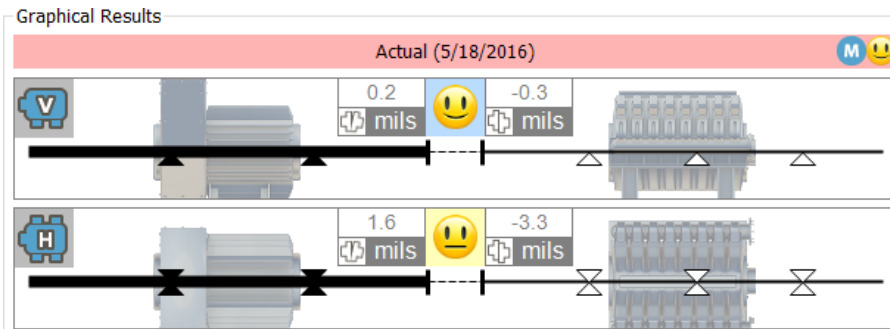 Graphical Results
Actual (5/18/2016)
M
V
0.2
mils
-0.3
mils
H
1.6
mils
-3.3
mils